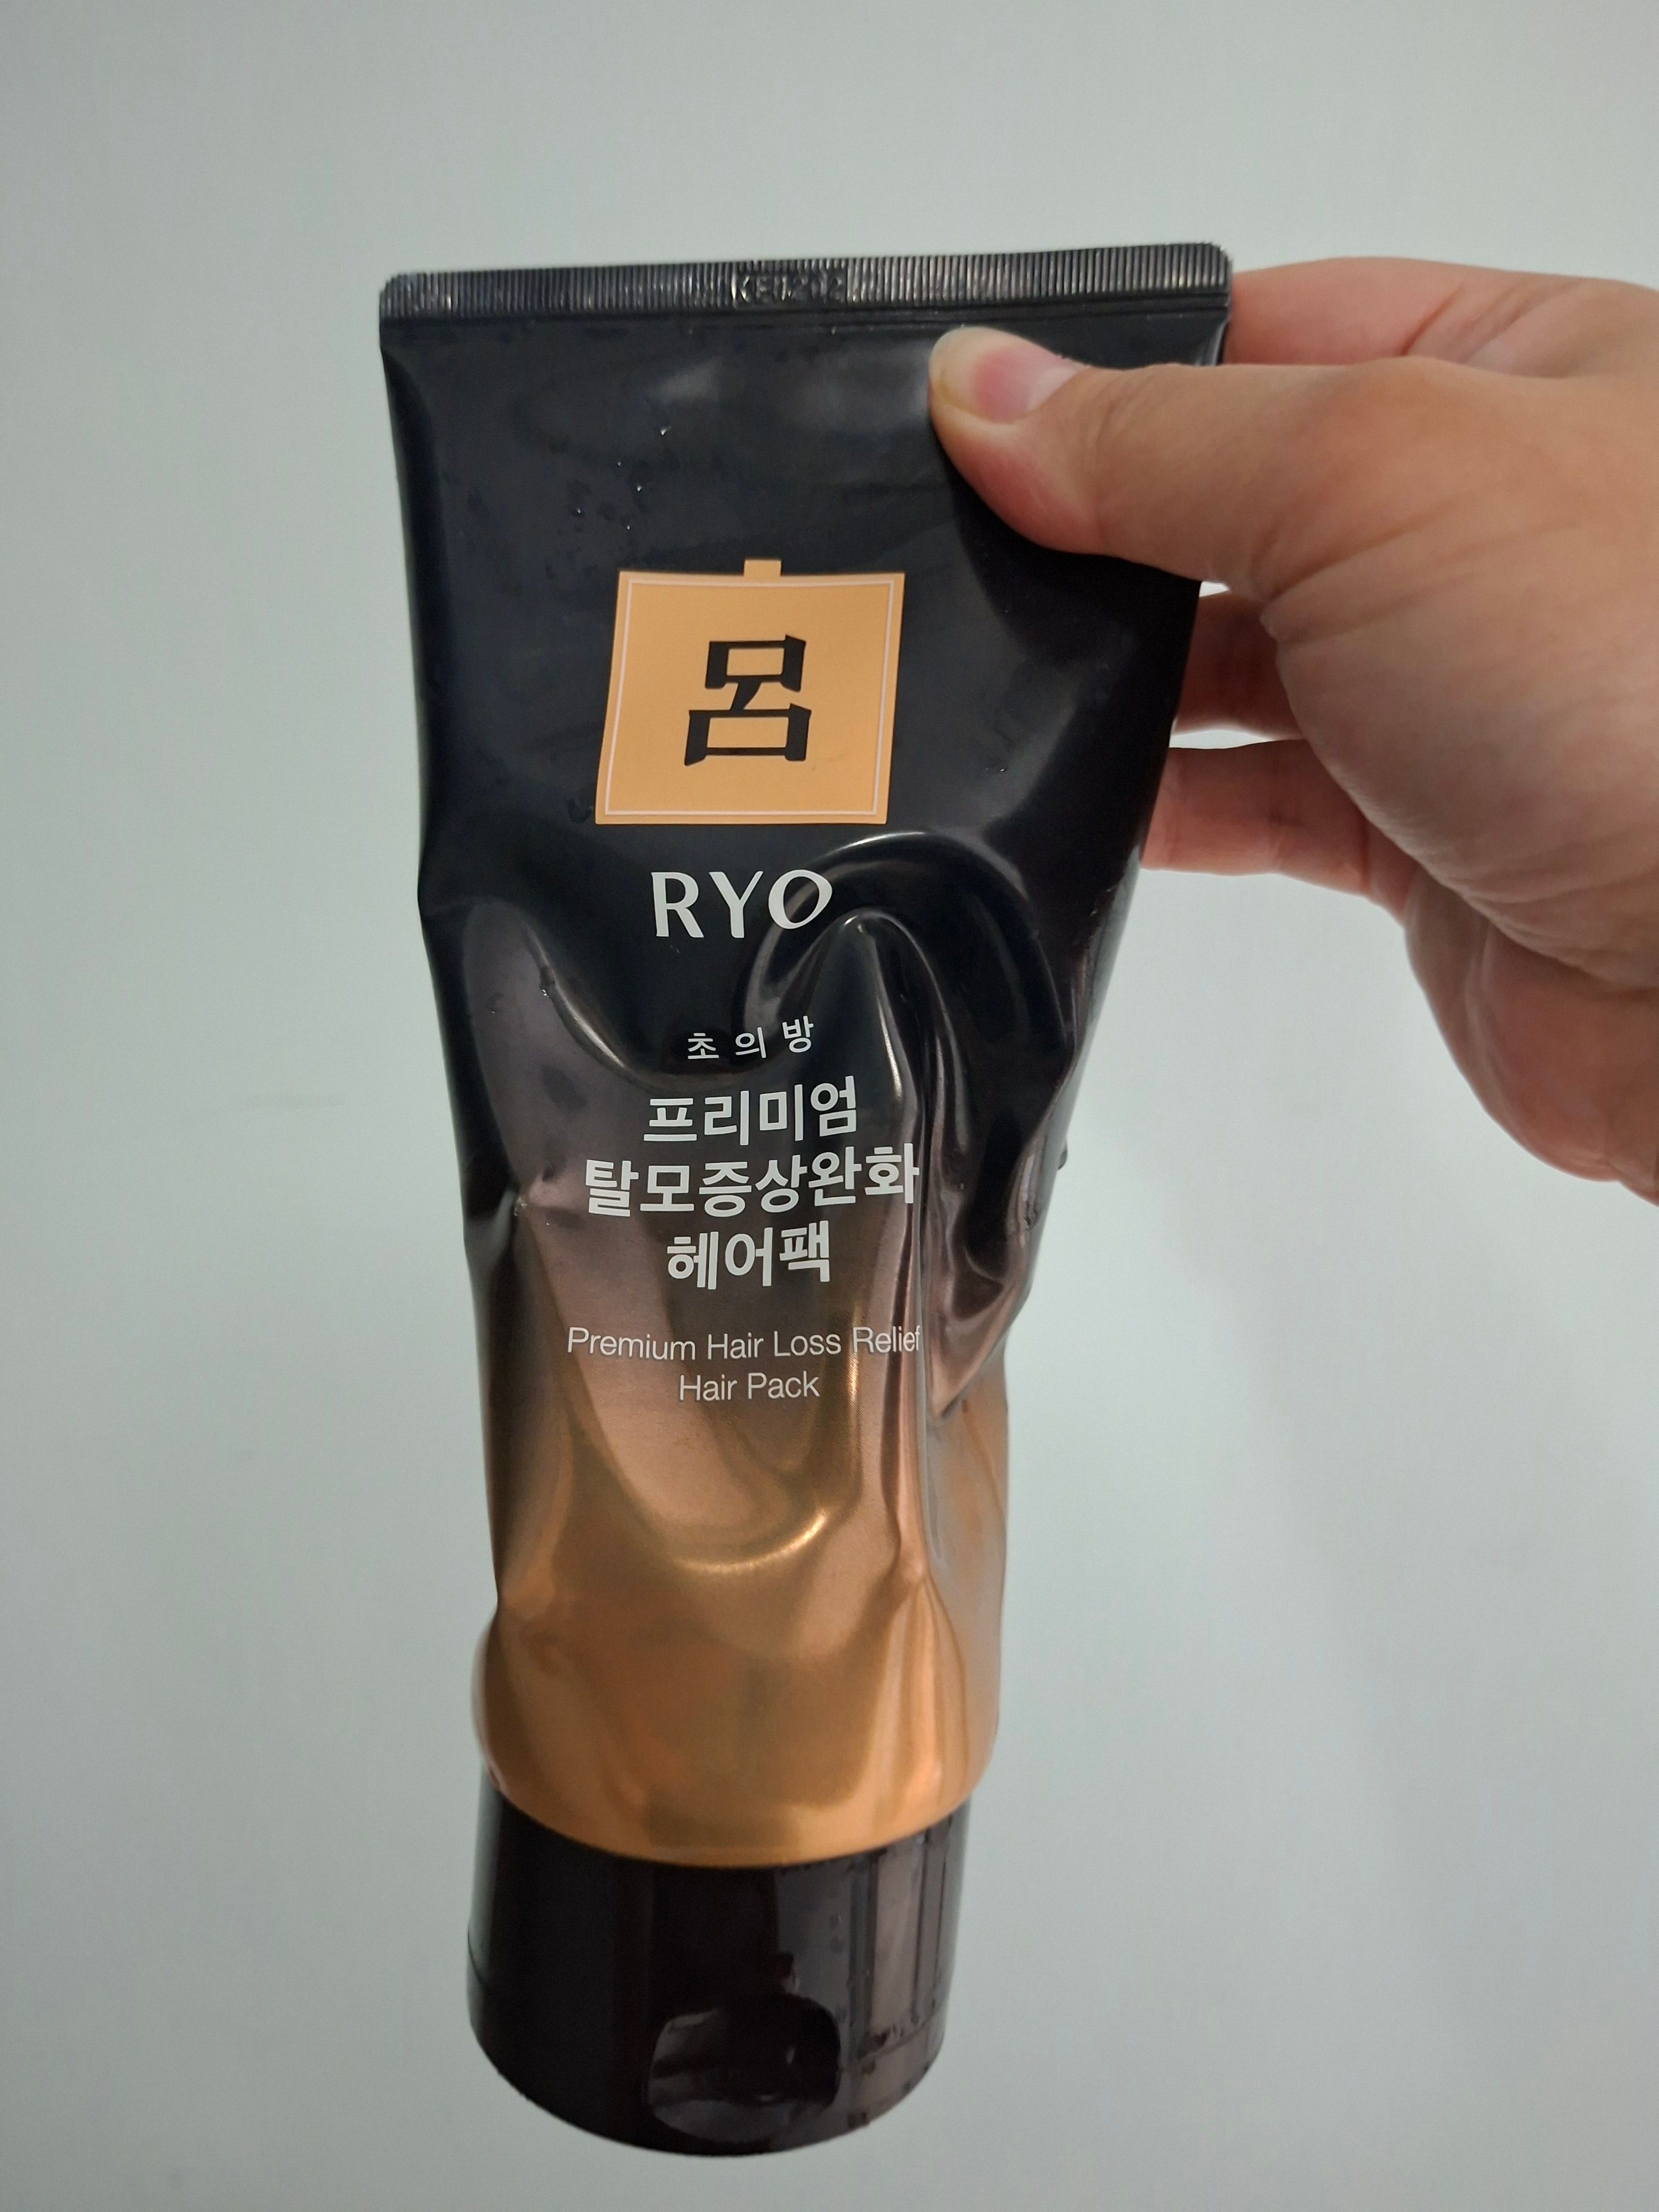 呂
RYO
초의방
프리미엄
탈모증상완화
헤어팩
Premium Hair Loss Relief
Hair Pack